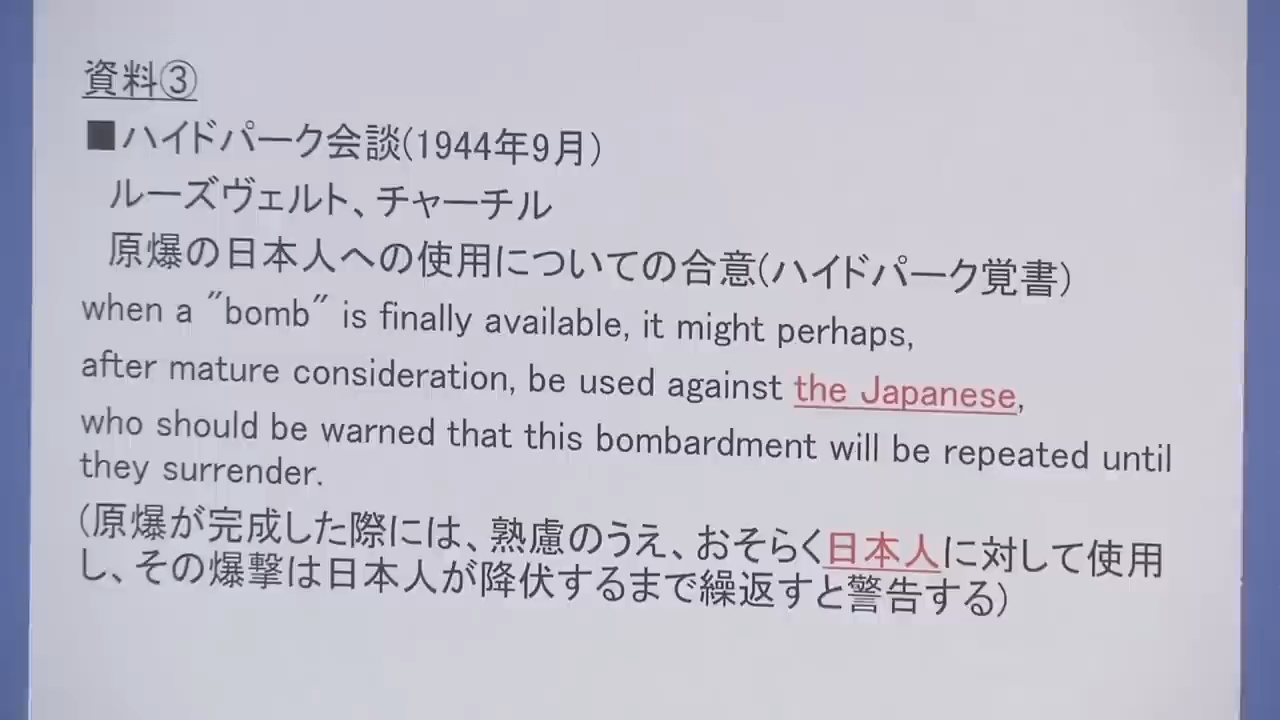 資料③
■ハイドパーク会談(1944年9月)
ルーズヴェルト、チャーチル
原爆の日本人への使用についての合意(ハイドパーク覚書)
when a "bomb" is finally available, it might perhaps,
after mature consideration, be used against the Japanese,
who should be warned that this bombardment will be repeated until
they surrender.
(原爆が完成した際には、熟慮のうえ、おそらく日本人に対して使用
し、その爆撃は日本人が降伏するまで繰返すと警告する)